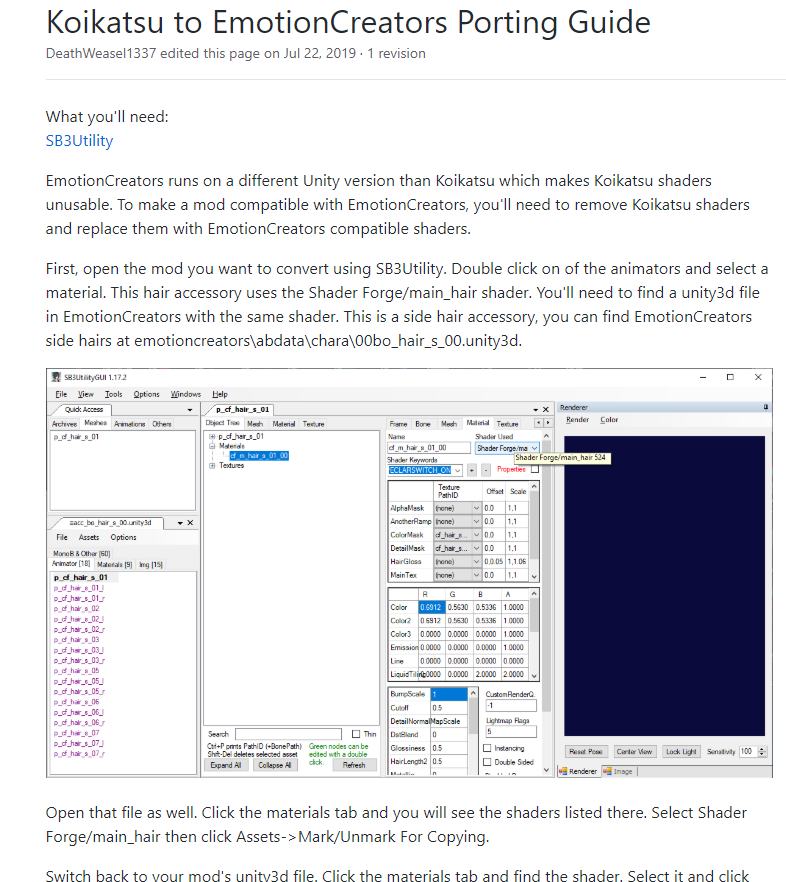 Koikatsu to EmotionCreators Porting Guide
DeathWeasel1337 edited this page on Jul 22, 2019 · 1 revision
What you'll need:
SB3Utility
EmotionCreators runs on a different Unity version than Koikatsu which makes Koikatsu shaders
unusable. To make a mod compatible with EmotionCreators, you'll need to remove Koikatsu shaders
and replace them with EmotionCreators compatible shaders.
First, open the mod you want to convert using SB3Utility. Double click on of the animators and select a
material. This hair accessory uses the Shader Forge/main_hair shader. You'll need to find a unity3d file
in EmotionCreators with the same shader. This is a side hair accessory, you can find EmotionCreators
side hairs at emotioncreators\abdata\chara\00bo_hair_s_00.unity3d.
SB3UtilityGUI 1.17.2
File View Tools Options Windows Help
Quick Access
Archives Meshes Animations Others
p_cf_hair_s_01
aacc_bo_hair_s_00.unity3d
File Assets Options
MonoB & Other [60]
Animator [18] Materials [9] Img [15]
p_cf_hair_s_01
p_cf_hair_s_01_l
p_cf_hair_s_01_r
p_cf_hair_s_02
p_cf_hair_s_02_l
p_cf_hair_s_02_r
p_cf_hair_s_03
p_cf_hair_s_03_l
p_cf_hair_s_03_r
p_cf_hair_s_05
p_cf_hair_s_05_l
p_cf_hair_s_05_r
p_cf_hair_s_06
p_cf_hair_s_06_l
p_cf_hair_s_06_r
p_cf_hair_s_07
p_cf_hair_s_07_l
p_cf_hair_s_07_r
p_cf_hair_s_01
Object Tree Mesh Material Texture
p_cf_hair_s_01
Materials
cf_m_hair_s_01_00
Textures
Search Thin
Ctrl+P prints PathID (+BonePath)
Shift-Del deletes selected asset
Green nodes can be
edited with a double
click.
Expand All Collapse All Refresh
Frame Bone Mesh Material Texture
Name Shader Used
cf_m_hair_s_01_00 Shader Forge/ma
Shader Forge/main_hair 524
Shader Keywords
ECLARSWITCH_ON + - Properties
Texture
PathID Offset Scale
AlphaMask (none) 0,0 1,1
AnotherRamp (none) 0,0 1,1
ColorMask cf_hair_s... 0,0 1,1
DetailMask cf_hair_s... 0,0 1,1
HairGloss (none) 0,0.05 1,1.06
MainTex (none) 0,0 1,1
R G B A
Color 0.6912 0.5630 0.5336 1.0000
Color2 0.6912 0.5630 0.5336 1.0000
Color3 0.0000 0.0000 0.0000 1.0000
Emission 0.0000 0.0000 0.0000 1.0000
Line 0.0000 0.0000 0.0000 1.0000
0.0000 2.0000 2.0000
BumpScale 1
Cutoff 0.5
DetailNormalMapScale
DstBlend 0
Glossiness 0.5
HairLength2 0.5
CustomRenderQ.
-1
Lightmap Flags
5
Instancing
Double Sided
Renderer
Render Color
Reset Pose Center View Lock Light Sensitivity 100
Renderer Image
Open that file as well. Click the materials tab and you will see the shaders listed there. Select Shader
Forge/main_hair then click Assets->Mark/Unmark For Copying.
Switch back to your mod's unity3d file. Click the materials tab and find the shader. Select it and click